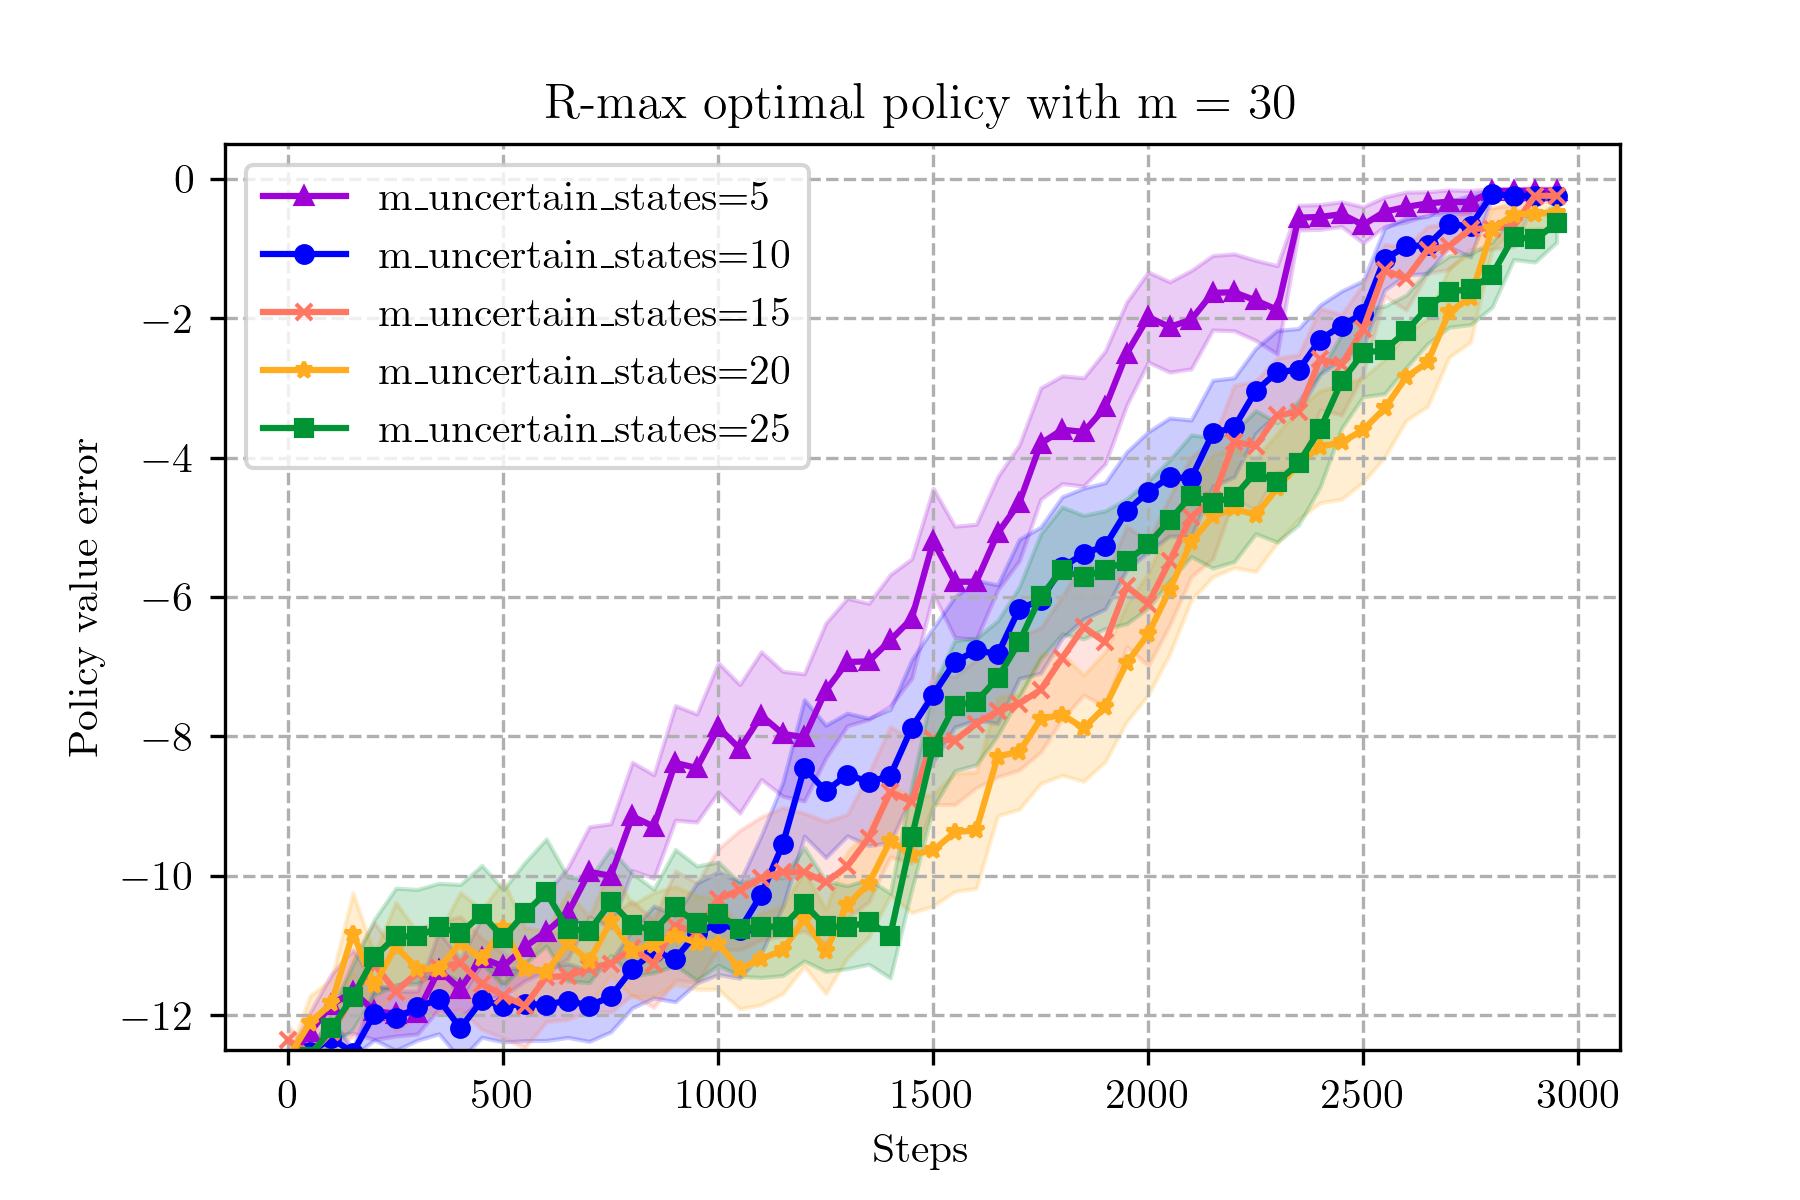 R-max optimal policy with m = 30
m_uncertain_states=5
m_uncertain_states=10
m_uncertain_states=15
m_uncertain_states=20
m_uncertain_states=25
Policy value error
0
−2
−4
−6
−8
−10
−12
0 500 1000 1500 2000 2500 3000
Steps